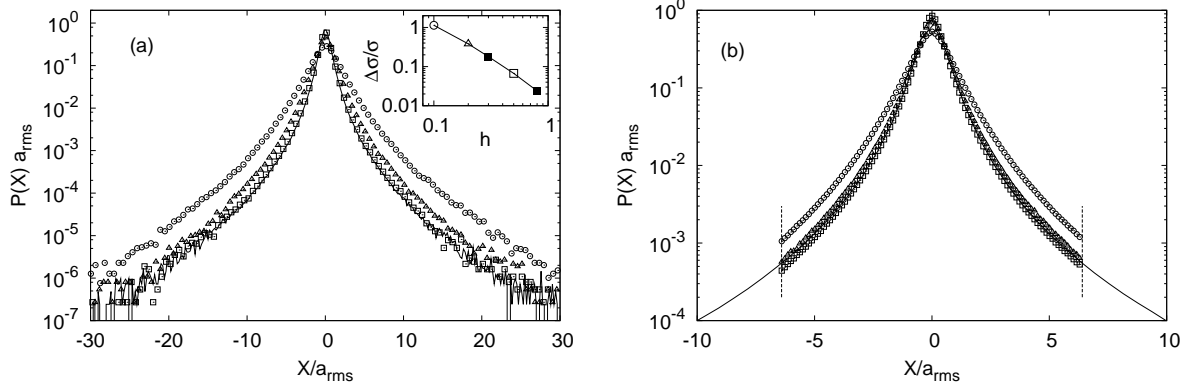 (a)
P(X) a_rms
10^0
10^-1
10^-2
10^-3
10^-4
10^-5
10^-6
10^-7
-30 -20 -10 0 10 20 30
X/a_rms
Δσ/σ
1
0.1
0.01
0.1 1
h
(b)
P(X) a_rms
10^0
10^-1
10^-2
10^-3
10^-4
-10 -5 0 5 10
X/a_rms